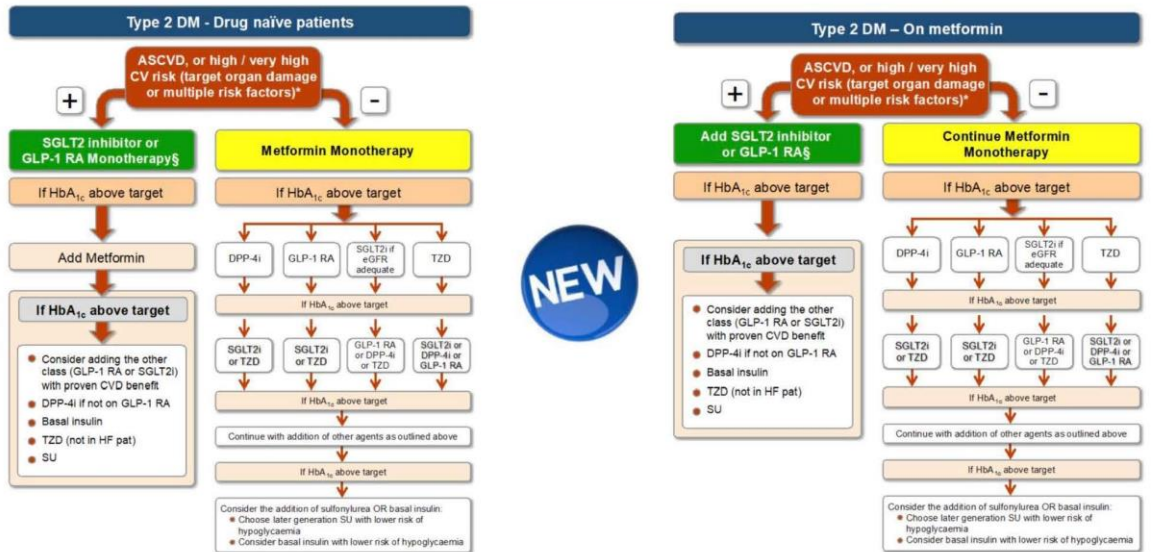 Type 2 DM - Drug naïve patients
ASCVD, or high / very high
CV risk (target organ damage
or multiple risk factors)*
+
-
SGLT2 inhibitor or
GLP-1 RA Monotherapy§
If HbA1c above target
Add Metformin
If HbA1c above target
Consider adding the other
class (GLP-1 RA or SGLT2i)
with proven CVD benefit
DPP-4i if not on GLP-1 RA
Basal insulin
TZD (not in HF pat)
SU
Metformin Monotherapy
If HbA1c above target
DPP-4i
GLP-1 RA
SGLT2i if
eGFR
adequate
TZD
If HbA1c above target
SGLT2i
or TZD
SGLT2i
or TZD
GLP-1 RA
or DPP-4i
or TZD
SGLT2i or
DPP-4i or
GLP-1 RA
If HbA1c above target
Continue with addition of other agents as outlined above
If HbA1c above target
Consider the addition of sulfonylurea OR basal insulin:
Choose later generation SU with lower risk of
hypoglycaemia
Consider basal insulin with lower risk of hypoglycaemia
NEW
Type 2 DM – On metformin
ASCVD, or high / very high
CV risk (target organ damage
or multiple risk factors)*
+
-
Add SGLT2 inhibitor
or GLP-1 RA§
If HbA1c above target
If HbA1c above target
Consider adding the other
class (GLP-1 RA or SGLT2i)
with proven CVD benefit
DPP-4i if not on GLP-1 RA
Basal insulin
TZD (not in HF pat)
SU
Continue Metformin
Monotherapy
If HbA1c above target
DPP-4i
GLP-1 RA
SGLT2i if
eGFR
adequate
TZD
If HbA1c above target
SGLT2i
or TZD
SGLT2i
or TZD
GLP-1 RA
or DPP-4i
or TZD
SGLT2i or
DPP-4i or
GLP-1 RA
If HbA1c above target
Continue with addition of other agents as outlined above
If HbA1c above target
Consider the addition of sulfonylurea OR basal insulin:
Choose later generation SU with lower risk of
hypoglycaemia
Consider basal insulin with lower risk of hypoglycaemia